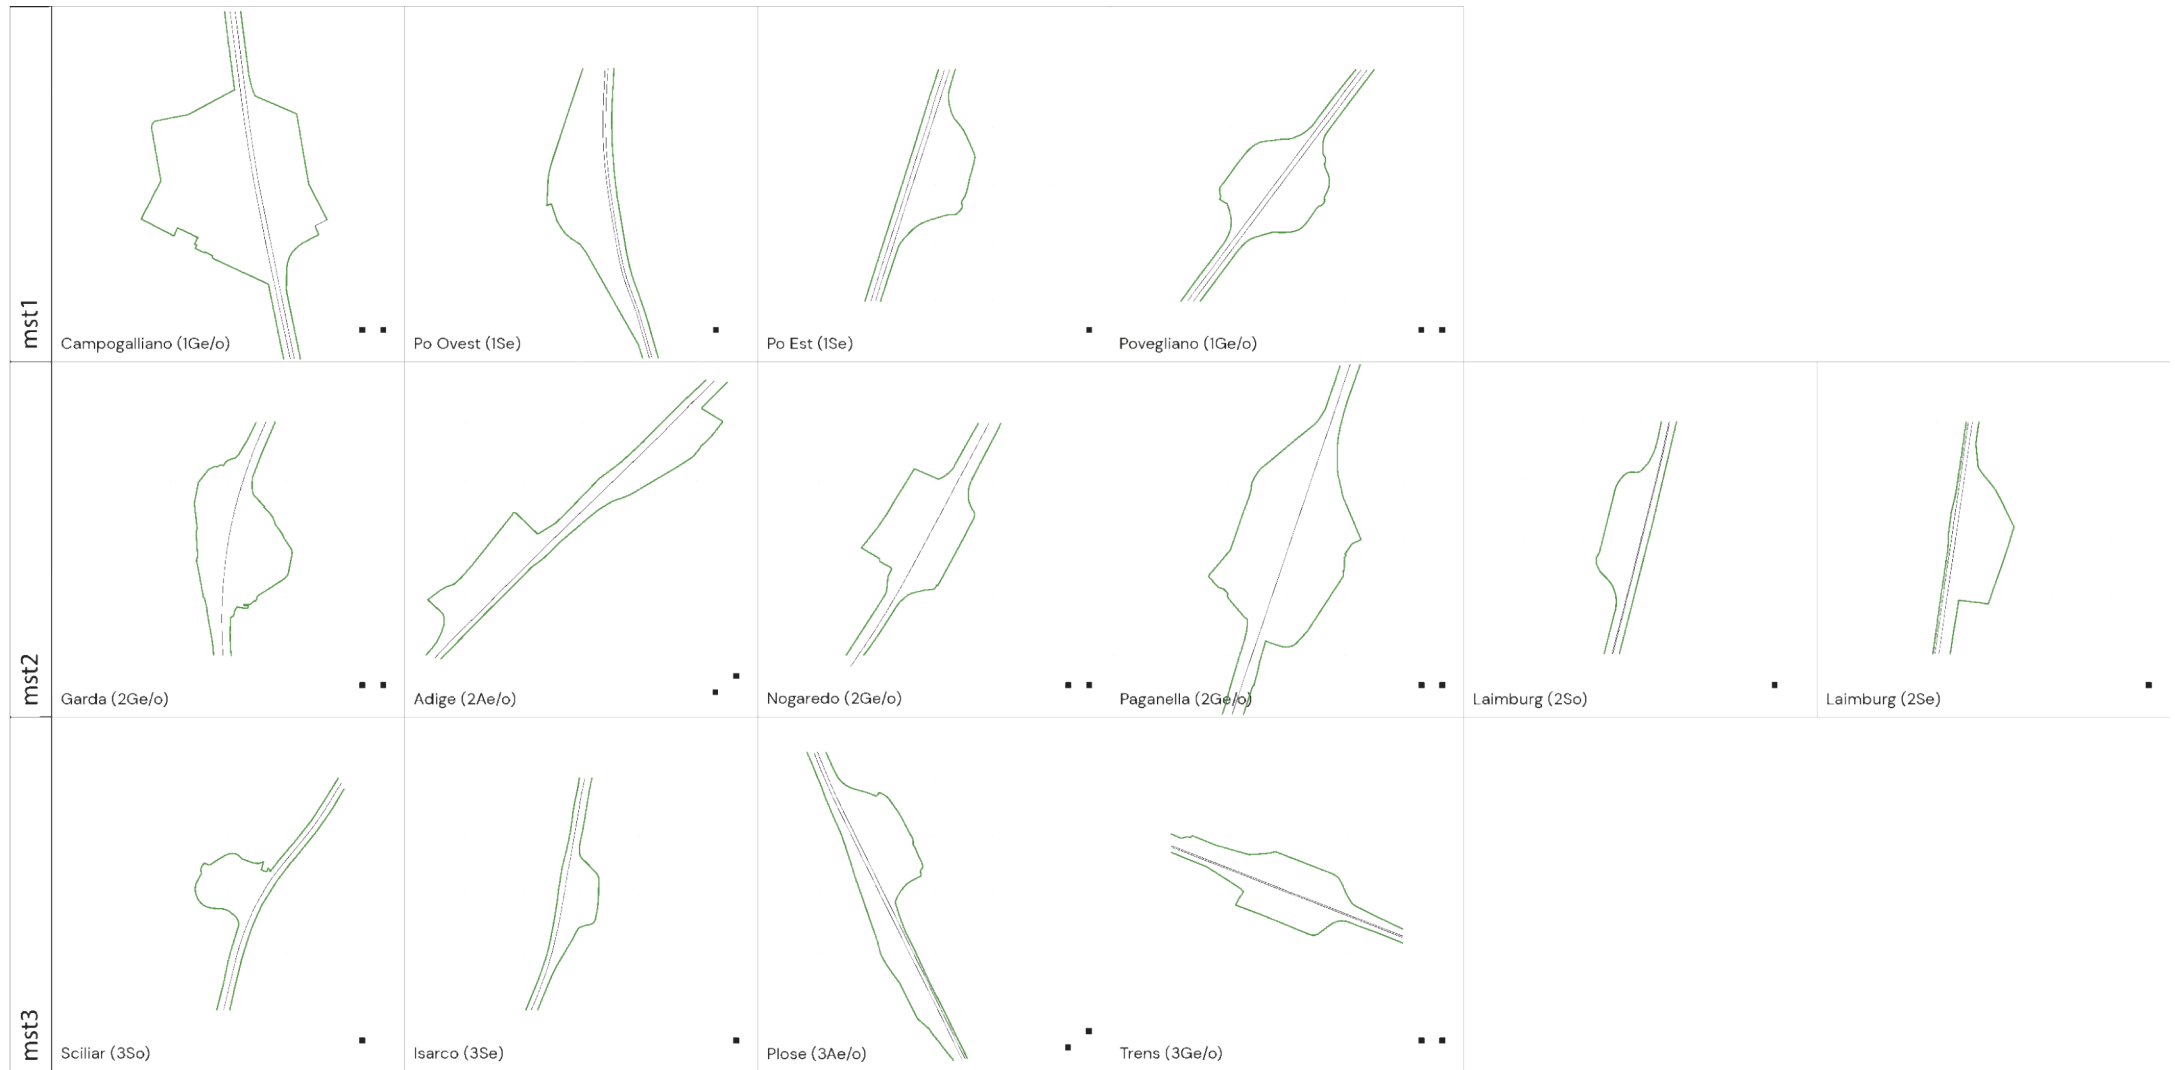 mst1
Campogalliano (1Ge/o)
Po Ovest (1Se)
Po Est (1Se)
Povegliano (1Ge/o)
mst2
Garda (2Ge/o)
Adige (2Ae/o)
Nogaredo (2Ge/o)
Paganella (2Ge/o)
Laimburg (2So)
Laimburg (2Se)
mst3
Sciliar (3So)
Isarco (3Se)
Plose (3Ae/o)
Trens (3Ge/o)